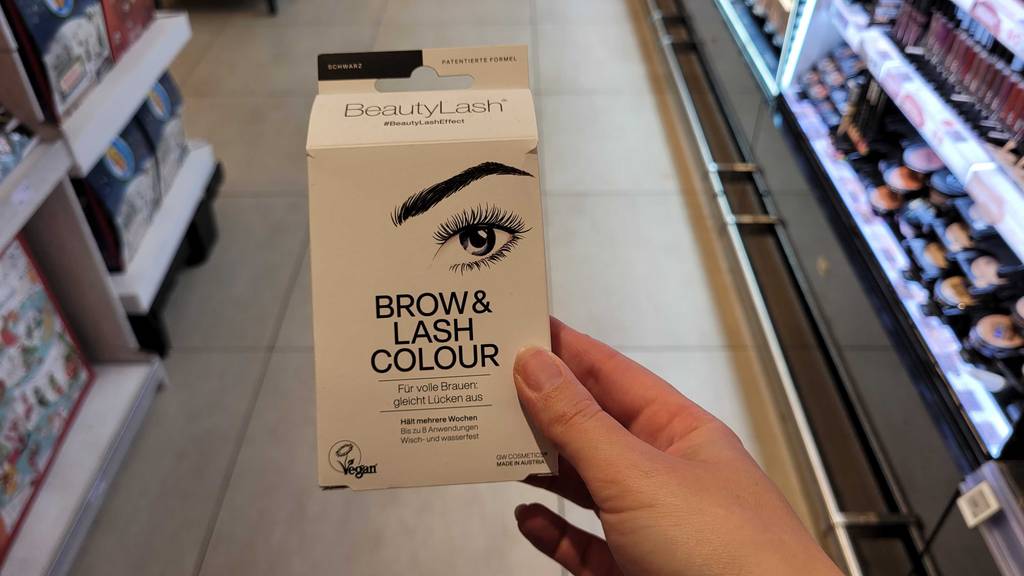 SCHWARZ
PATENTIERTE FORMEL
BeautyLash®
#BeautyLashEffect
BROW &
LASH
COLOUR
Für volle Brauen:
gleicht Lücken aus
Hält mehrere Wochen
Bis zu 8 Anwendungen
Wisch- und wasserfest
Vegan
GW COSMETICS®
MADE IN AUSTRIA